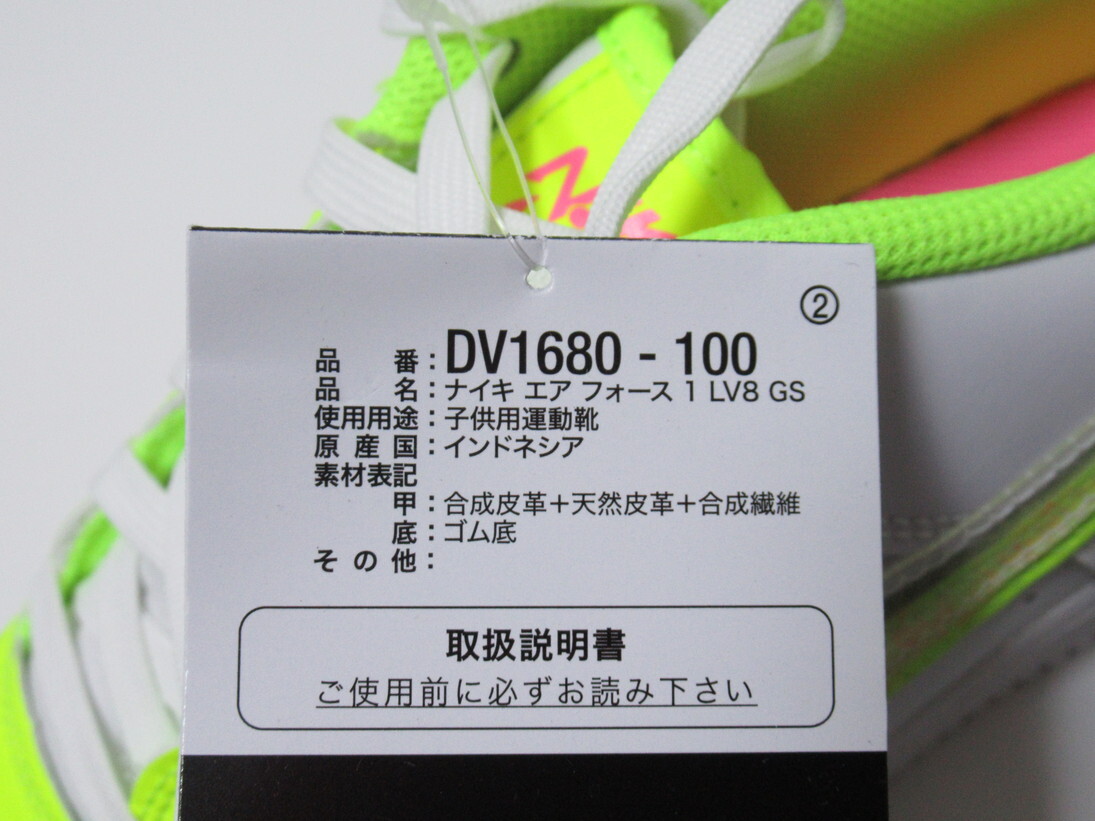 ②
品番：DV1680 - 100
品名：ナイキ エア フォース 1 LV8 GS
使用用途：子供用運動靴
原産国：インドネシア
素材表記
甲：合成皮革＋天然皮革＋合成繊維
底：ゴム底
その他：
取扱説明書
ご使用前に必ずお読み下さい